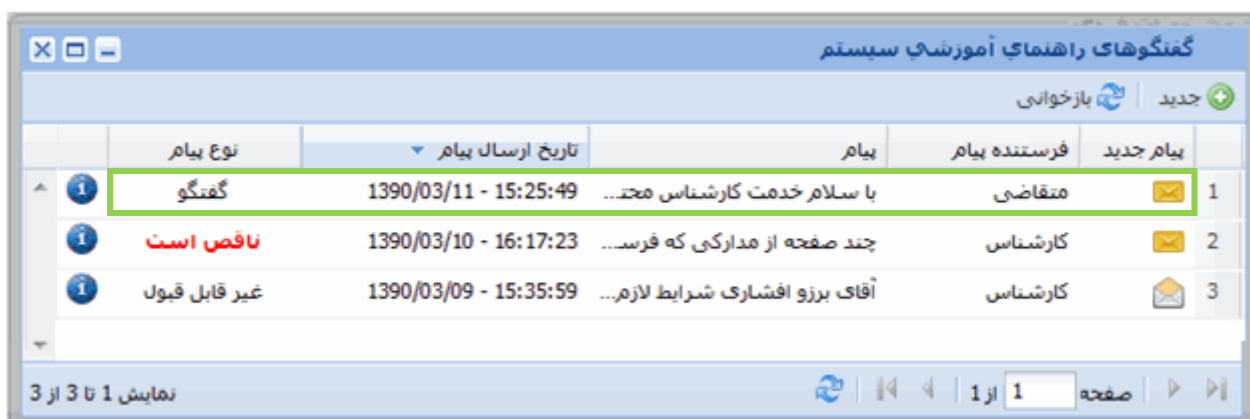 گفتگوهای راهنماي آموزشي سيستم
جدید بازخوانی
پیام جدید فرستنده پیام پیام تاریخ ارسال پیام نوع پیام
1 متقاضی با سلام خدمت کارشناس محتـ... 1390/03/11 - 15:25:49 گفتگو
2 کارشناس چند صفحه از مدارکی که فرسـ... 1390/03/10 - 16:17:23 ناقص است
3 کارشناس آقای برزو افشاری شرایط لازم... 1390/03/09 - 15:35:59 غیر قابل قبول
صفحه 1 از 1 نمایش 1 تا 3 از 3